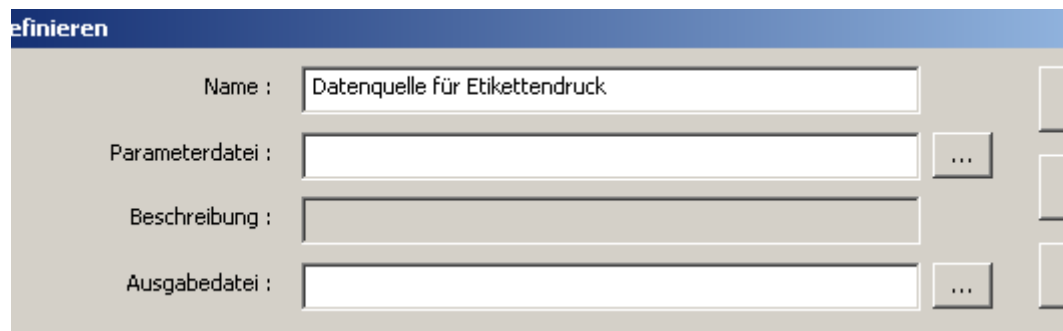 efinieren
Name : Datenquelle für Etikettendruck
Parameterdatei : ...
Beschreibung :
Ausgabedatei : ...